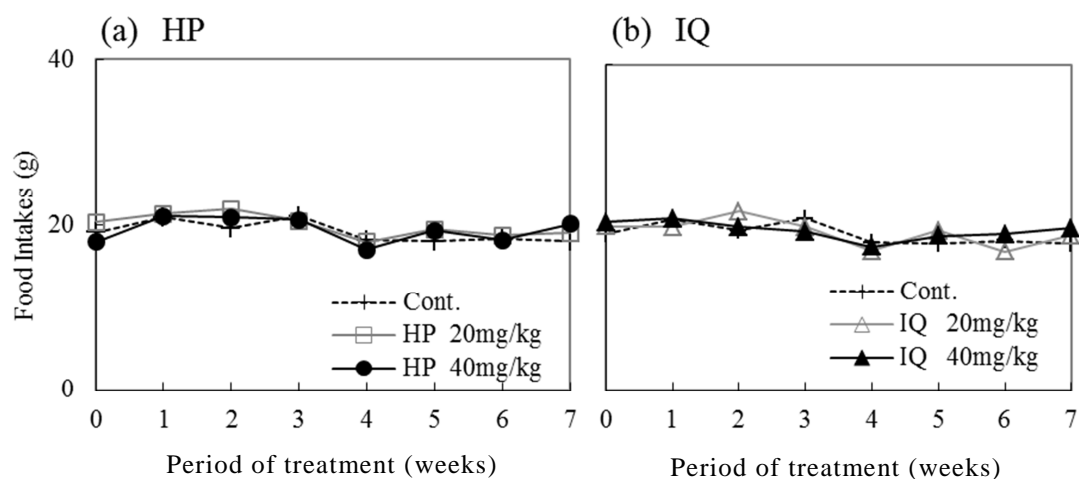 (a) HP
(b) IQ
Food Intakes (g)
40
20
0
Cont.
HP 20mg/kg
HP 40mg/kg
0 1 2 3 4 5 6 7
Period of treatment (weeks)
Cont.
IQ 20mg/kg
IQ 40mg/kg
0 1 2 3 4 5 6 7
Period of treatment (weeks)